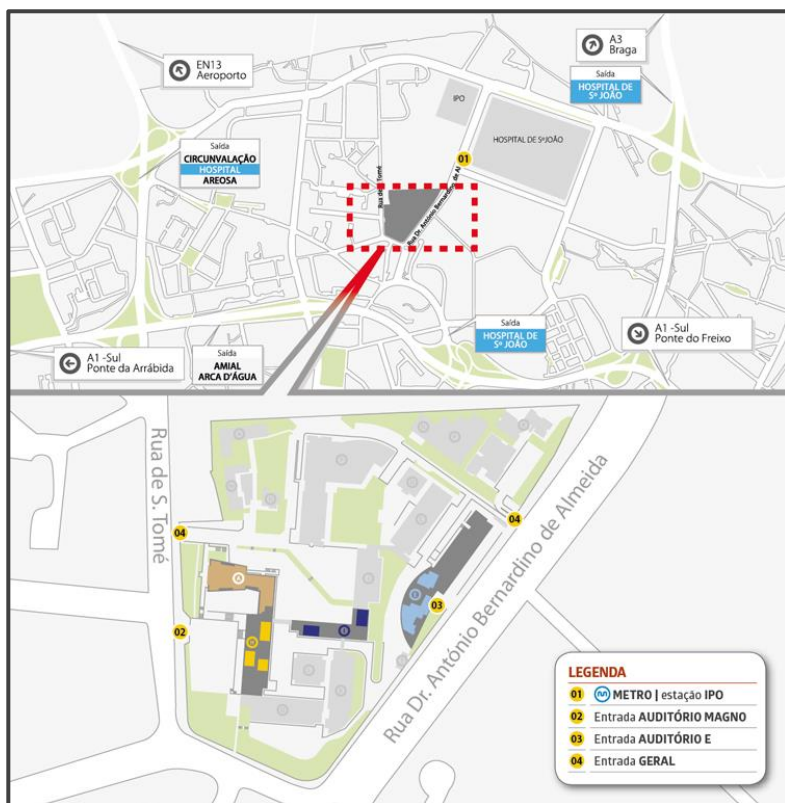 EN13
Aeroporto
A3
Braga
Saída
HOSPITAL DE
Sº JOÃO
IPO
HOSPITAL DE SºJOÃO
Saída
CIRCUNVALAÇÃO
HOSPITAL
AREOSA
01
Rua de S. Tomé
Rua Dr. António Bernardino de Al
Saída
HOSPITAL DE
Sº JOÃO
A1 -Sul
Ponte do Freixo
A1 -Sul
Ponte da Arrábida
Saída
AMIAL
ARCA D'ÁGUA
Rua de S. Tomé
Rua Dr. António Bernardino de Almeida
04
04
03
02
LEGENDA
01 METRO | estação IPO
02 Entrada AUDITÓRIO MAGNO
03 Entrada AUDITÓRIO E
04 Entrada GERAL